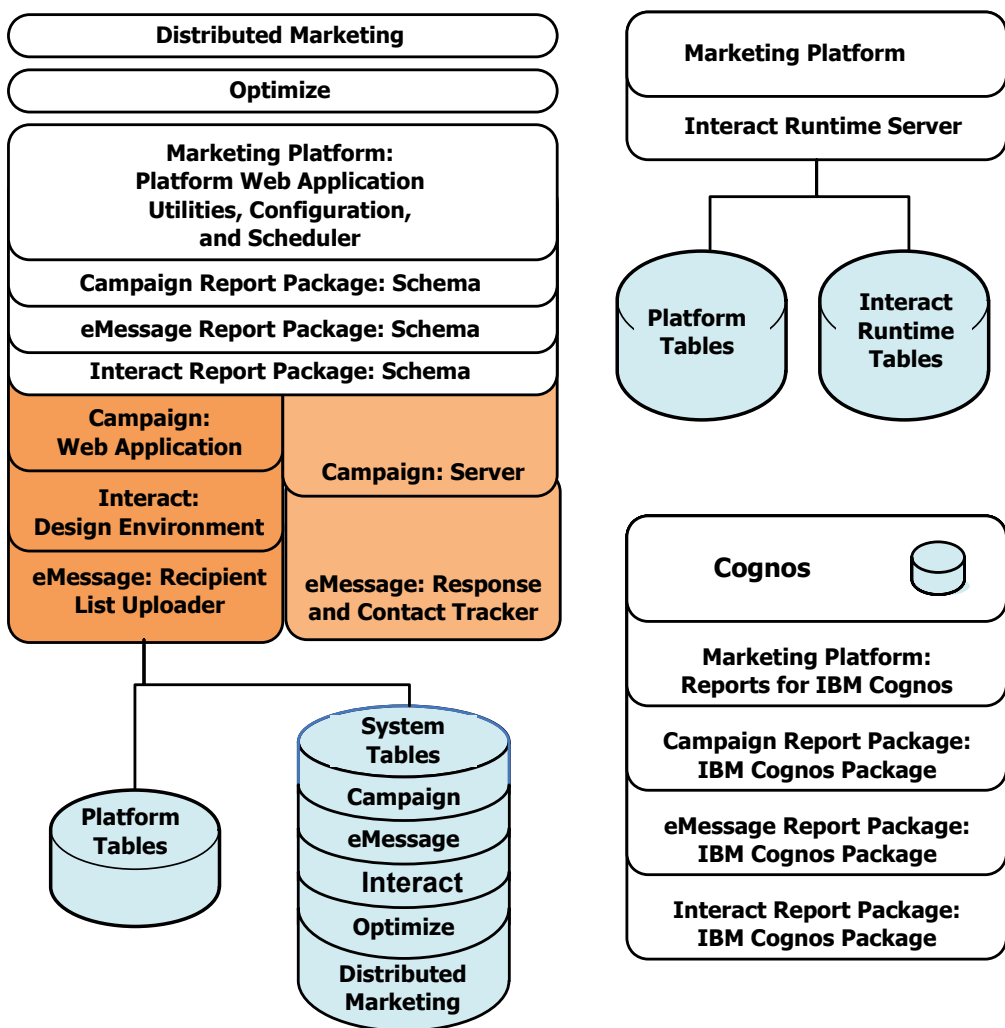 Distributed Marketing
Optimize
Marketing Platform:
Platform Web Application
Utilities, Configuration,
and Scheduler
Campaign Report Package: Schema
eMessage Report Package: Schema
Interact Report Package: Schema
Campaign:
Web Application
Campaign: Server
Interact:
Design Environment
eMessage: Recipient
List Uploader
eMessage: Response
and Contact Tracker
Platform
Tables
System
Tables
Campaign
eMessage
Interact
Optimize
Distributed
Marketing
Marketing Platform
Interact Runtime Server
Platform
Tables
Interact
Runtime
Tables
Cognos
Marketing Platform:
Reports for IBM Cognos
Campaign Report Package:
IBM Cognos Package
eMessage Report Package:
IBM Cognos Package
Interact Report Package:
IBM Cognos Package